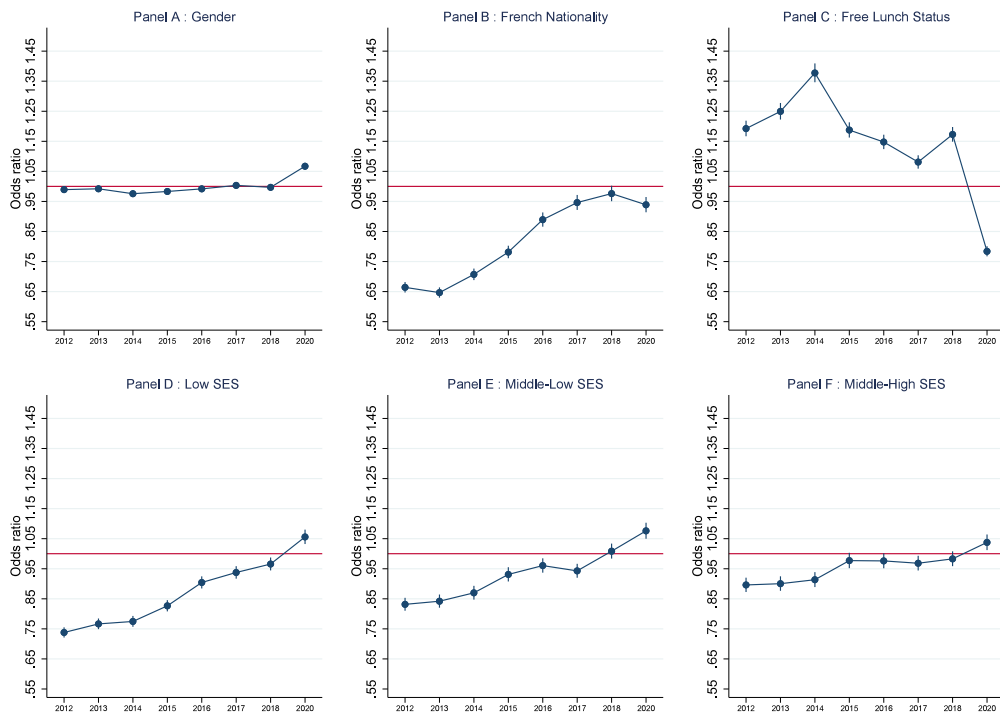 Panel A : Gender
Odds ratio
.55 .65 .75 .85 .95 1.05 1.15 1.25 1.35 1.45
2012 2013 2014 2015 2016 2017 2018 2020
Panel B : French Nationality
Odds ratio
.55 .65 .75 .85 .95 1.05 1.15 1.25 1.35 1.45
2012 2013 2014 2015 2016 2017 2018 2020
Panel C : Free Lunch Status
Odds ratio
.55 .65 .75 .85 .95 1.05 1.15 1.25 1.35 1.45
2012 2013 2014 2015 2016 2017 2018 2020
Panel D : Low SES
Odds ratio
.55 .65 .75 .85 .95 1.05 1.15 1.25 1.35 1.45
2012 2013 2014 2015 2016 2017 2018 2020
Panel E : Middle-Low SES
Odds ratio
.55 .65 .75 .85 .95 1.05 1.15 1.25 1.35 1.45
2012 2013 2014 2015 2016 2017 2018 2020
Panel F : Middle-High SES
Odds ratio
.55 .65 .75 .85 .95 1.05 1.15 1.25 1.35 1.45
2012 2013 2014 2015 2016 2017 2018 2020